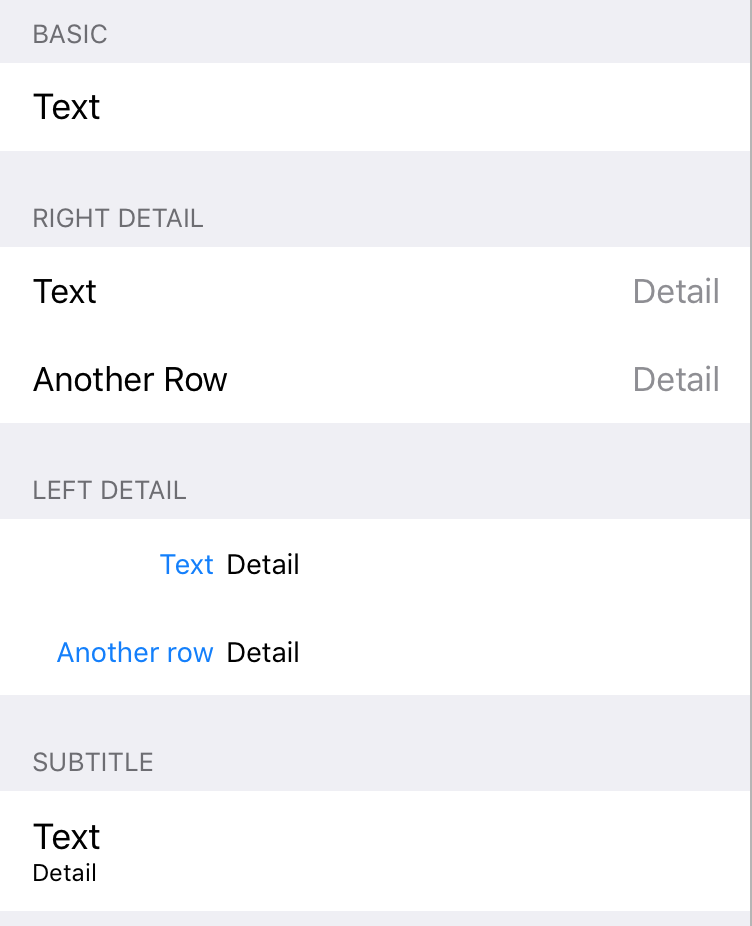 BASIC
Text
RIGHT DETAIL
Text Detail
Another Row Detail
LEFT DETAIL
Text Detail
Another row Detail
SUBTITLE
Text
Detail